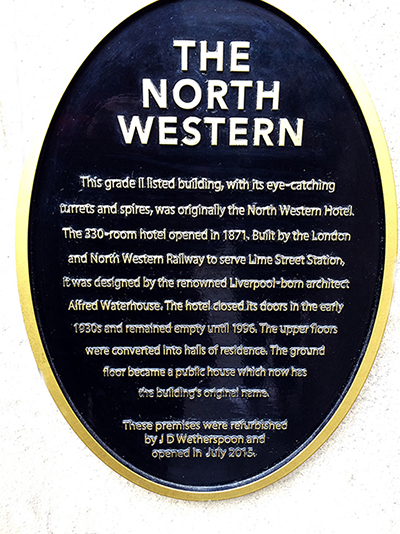 THE
NORTH
WESTERN
This grade II listed building, with its eye-catching
turrets and spires, was originally the North Western Hotel.
The 330-room hotel opened in 1871. Built by the London
and North Western Railway to serve Lime Street Station,
it was designed by the renowned Liverpool-born architect
Alfred Waterhouse. The hotel closed its doors in the early
1930s and remained empty until 1996. The upper floors
were converted into halls of residence. The ground
floor became a public house which now has
the building's original name.
These premises were refurbished
by J D Wetherspoon and
opened in July 2015.